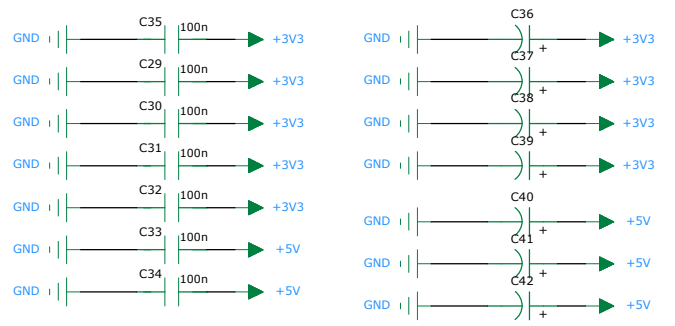 C35
GND 100n +3V3
C29
GND 100n +3V3
C30
GND 100n +3V3
C31
GND 100n +3V3
C32
GND 100n +3V3
C33
GND 100n +5V
C34
GND 100n +5V
C36
GND + +3V3
C37
GND + +3V3
C38
GND + +3V3
C39
GND + +3V3
C40
GND + +5V
C41
GND + +5V
C42
GND + +5V